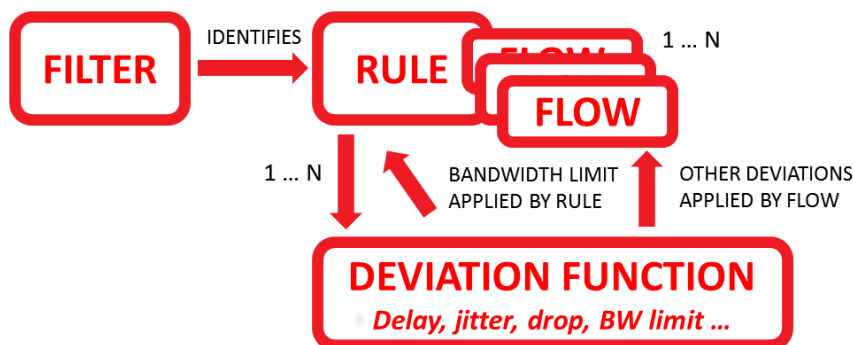 IDENTIFIES
FILTER
RULE
FLOW
1 ... N
FLOW
1 ... N
BANDWIDTH LIMIT
APPLIED BY RULE
OTHER DEVIATIONS
APPLIED BY FLOW
DEVIATION FUNCTION
Delay, jitter, drop, BW limit ...